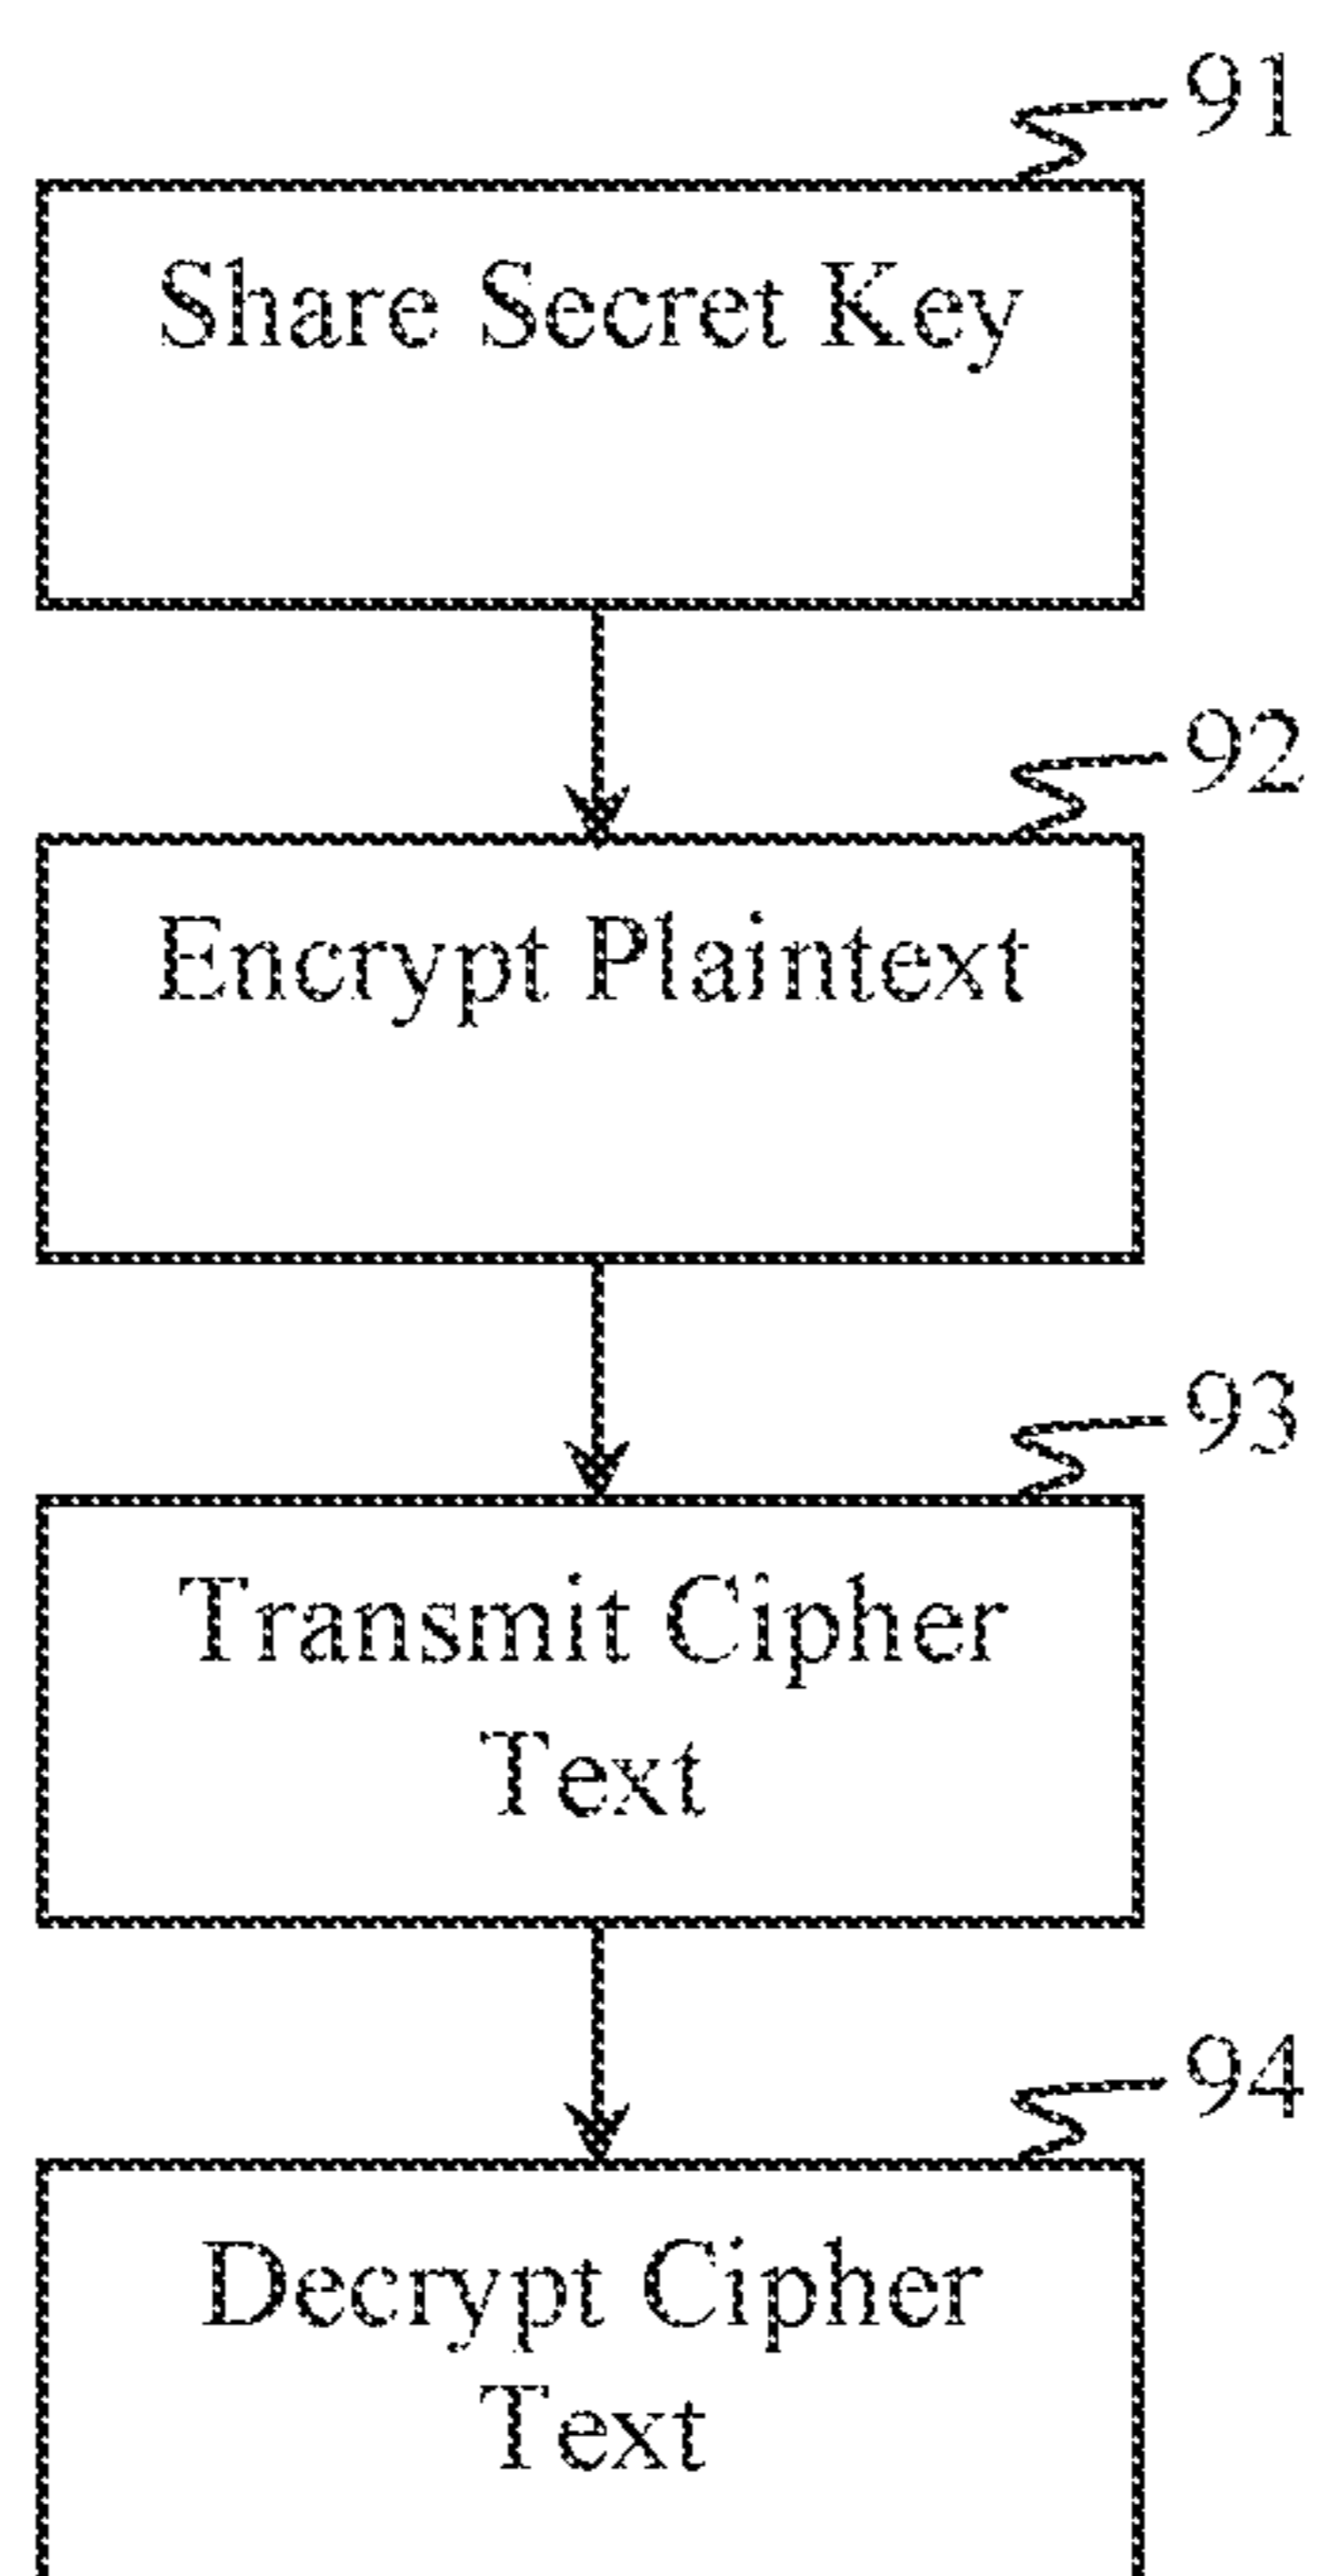 91
Share Secret Key
92
Encrypt Plaintext
93
Transmit Cipher
Text
94
Decrypt Cipher
Text